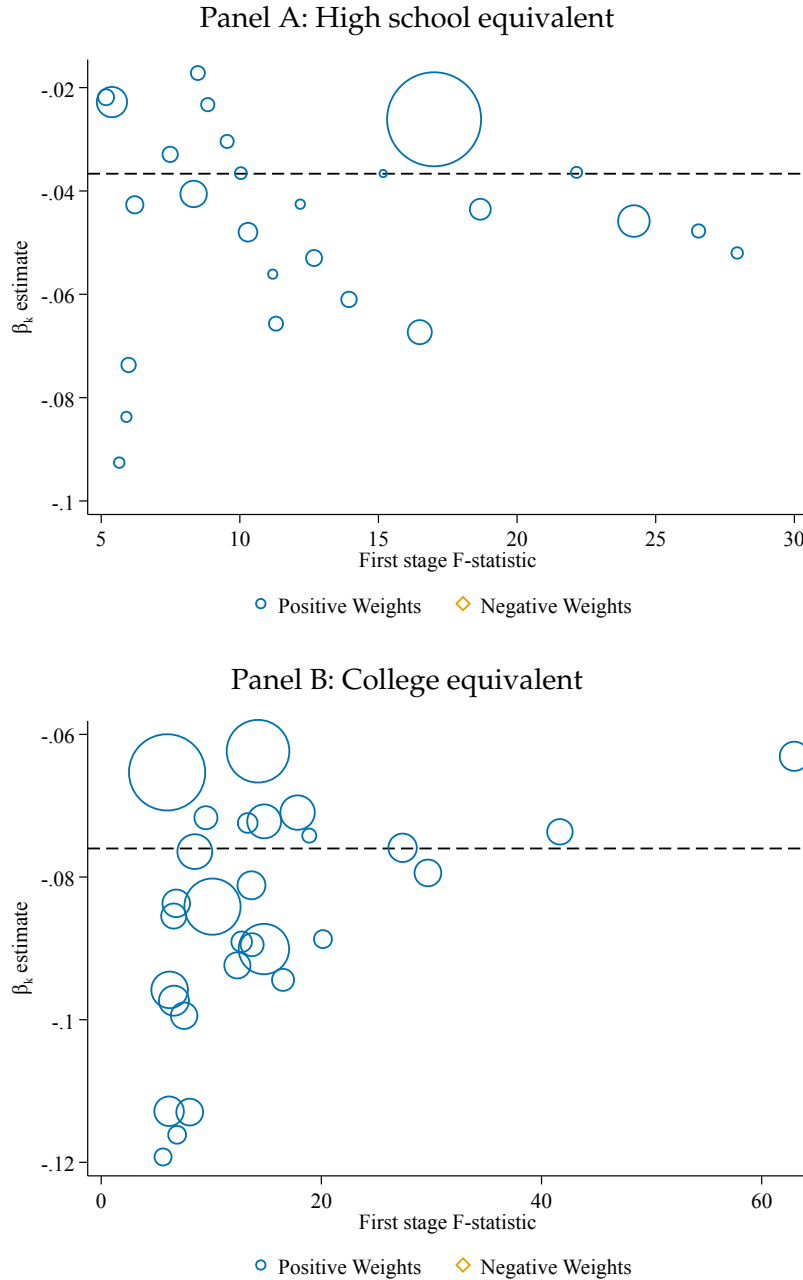 Panel A: High school equivalent
-.02
-.04
-.06
-.08
-.1
βk estimate
5 10 15 20 25 30
First stage F-statistic
Positive Weights Negative Weights
Panel B: College equivalent
-.06
-.08
-.1
-.12
βk estimate
0 20 40 60
First stage F-statistic
Positive Weights Negative Weights